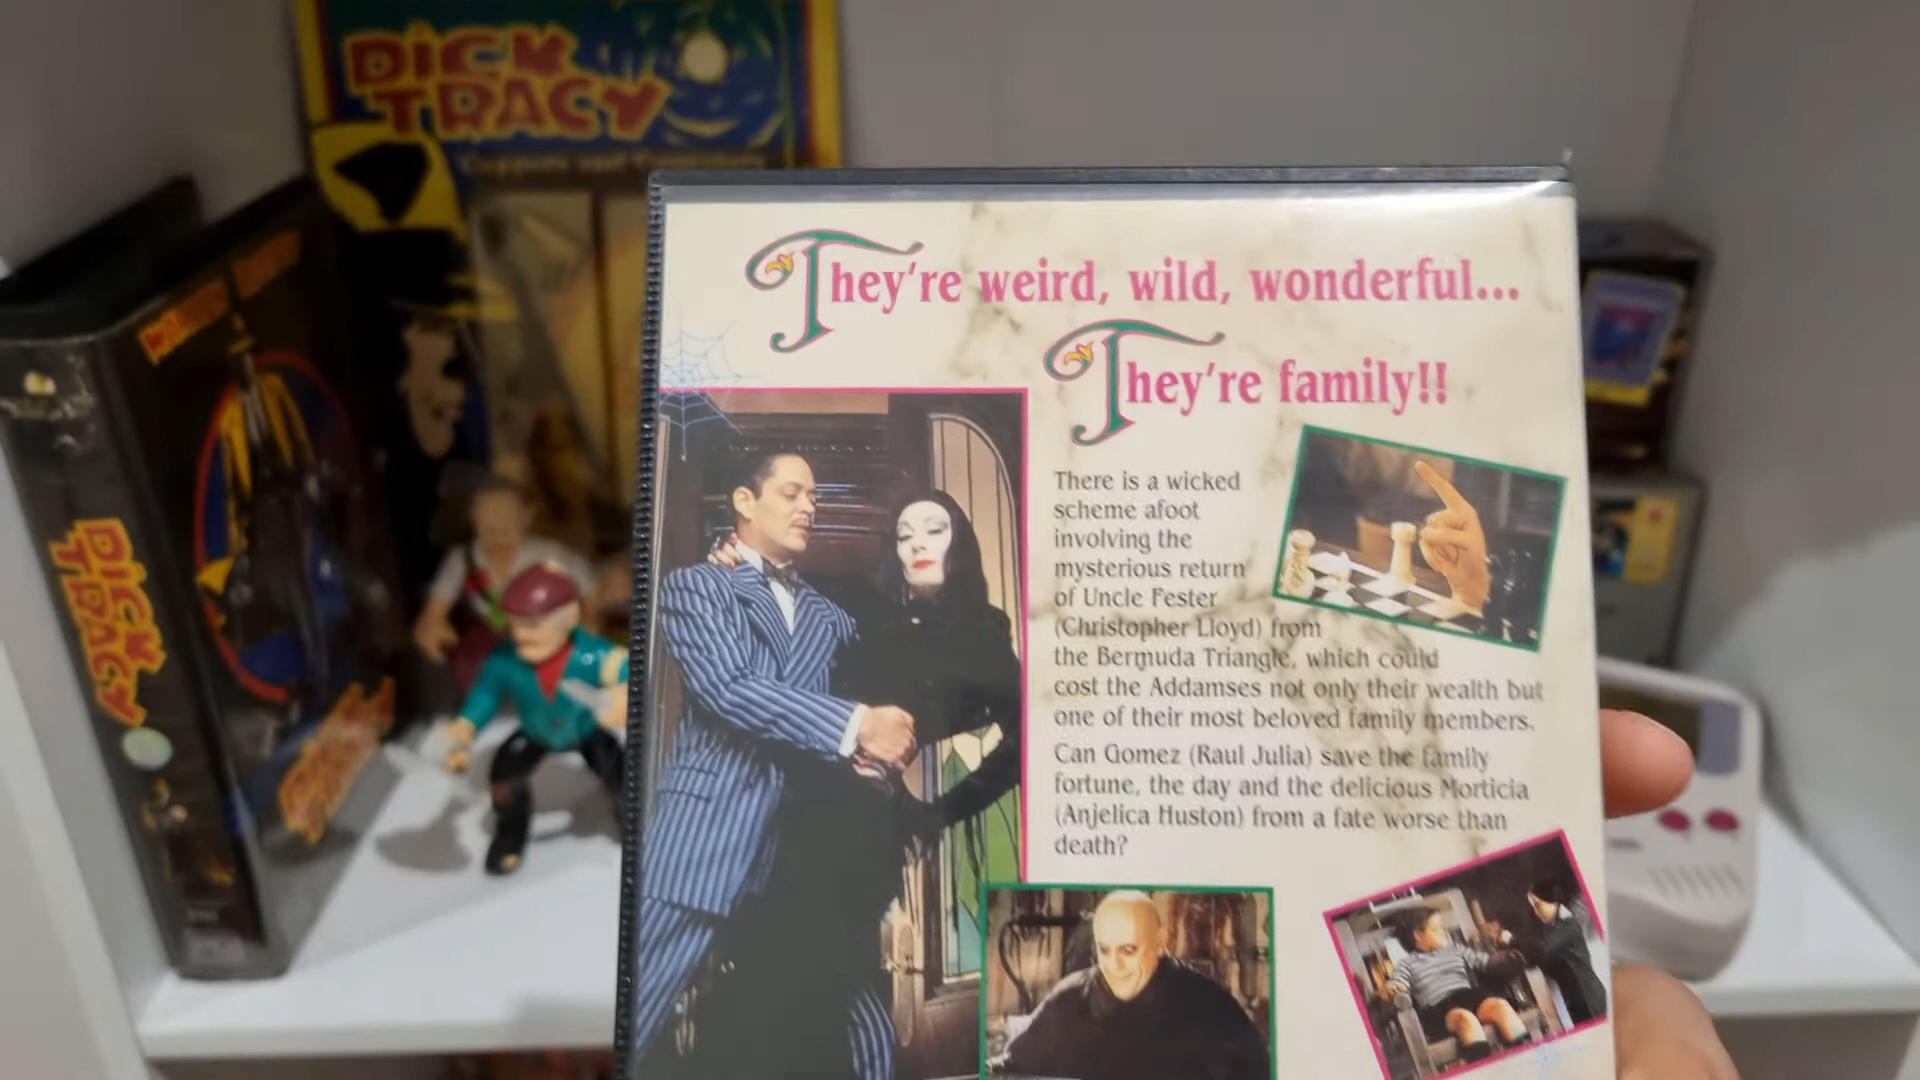 DICK
TRACY
They're weird, wild, wonderful...
They're family!!
There is a wicked
scheme afoot
involving the
mysterious return
of Uncle Fester
(Christopher Lloyd) from
the Bermuda Triangle, which could
cost the Addamses not only their wealth but
one of their most beloved family members.
Can Gomez (Raul Julia) save the family
fortune, the day and the delicious Morticia
(Anjelica Huston) from a fate worse than
death?
DICK
TRACY